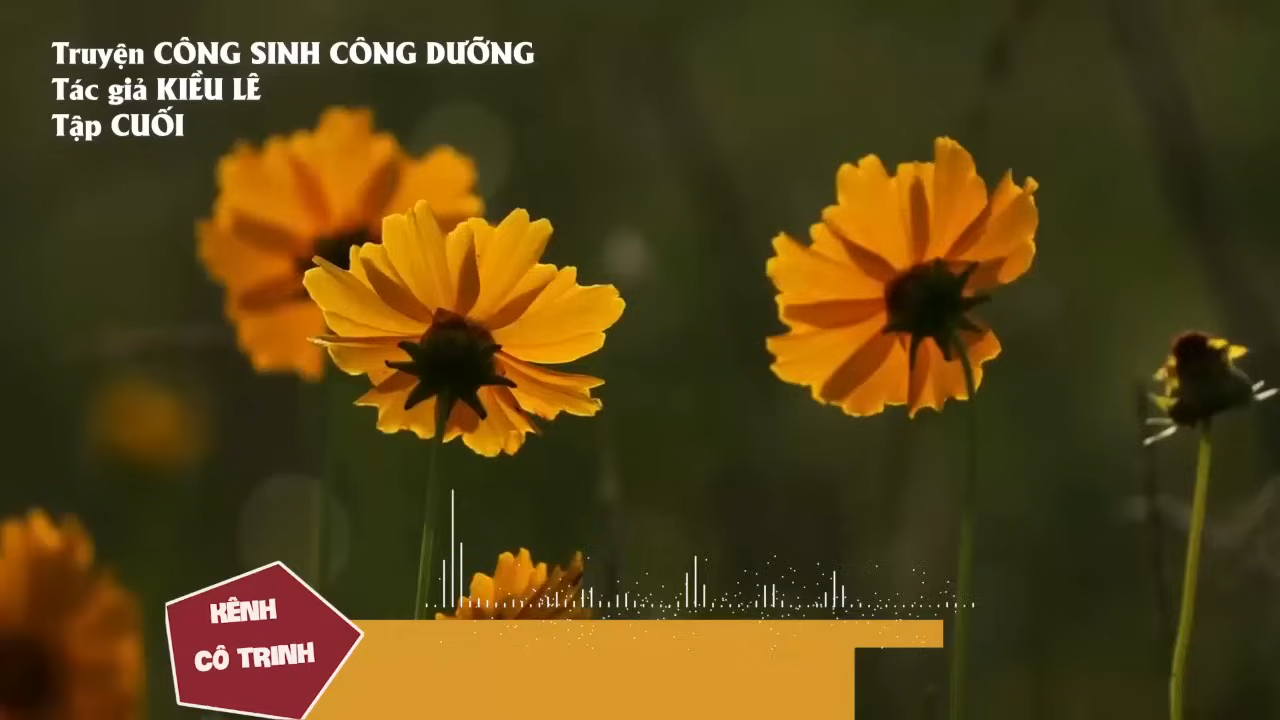 Truyện CÔNG SINH CÔNG DƯỠNG
Tác giả KIỀU LÊ
Tập CUỐI
KÊNH
CÔ TRINH